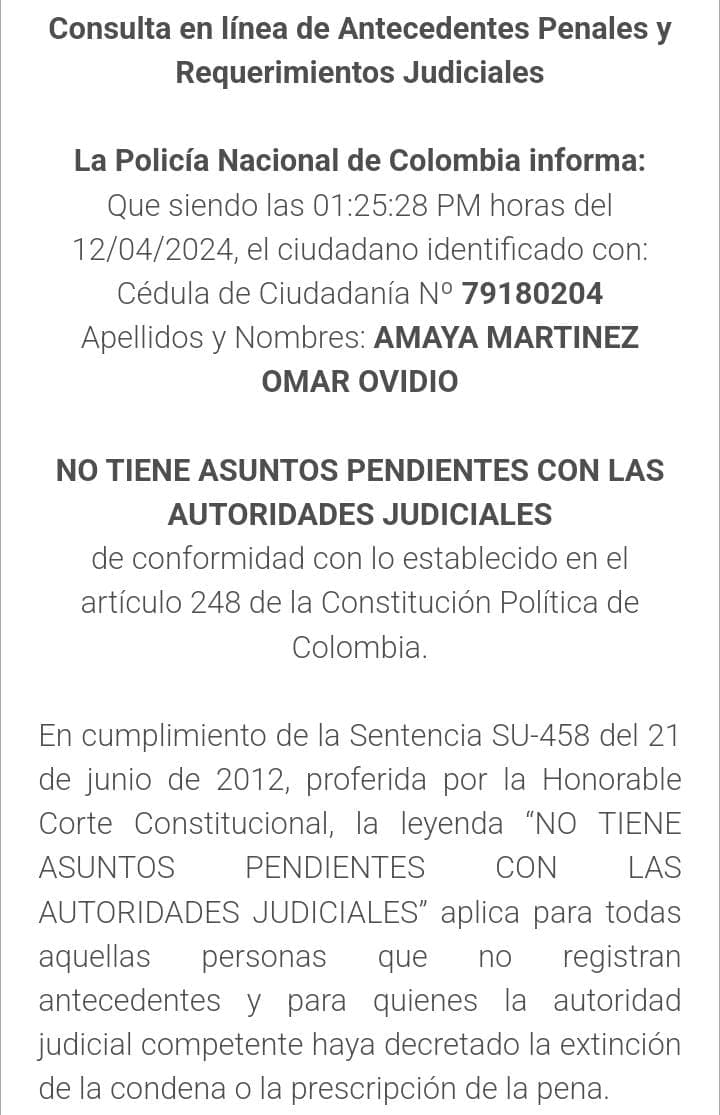 Consulta en línea de Antecedentes Penales y
Requerimientos Judiciales
La Policía Nacional de Colombia informa:
Que siendo las 01:25:28 PM horas del
12/04/2024, el ciudadano identificado con:
Cédula de Ciudadanía Nº 79180204
Apellidos y Nombres: AMAYA MARTINEZ
OMAR OVIDIO
NO TIENE ASUNTOS PENDIENTES CON LAS
AUTORIDADES JUDICIALES
de conformidad con lo establecido en el
artículo 248 de la Constitución Política de
Colombia.
En cumplimiento de la Sentencia SU-458 del 21
de junio de 2012, proferida por la Honorable
Corte Constitucional, la leyenda “NO TIENE
ASUNTOS PENDIENTES CON LAS
AUTORIDADES JUDICIALES” aplica para todas
aquellas personas que no registran
antecedentes y para quienes la autoridad
judicial competente haya decretado la extinción
de la condena o la prescripción de la pena.